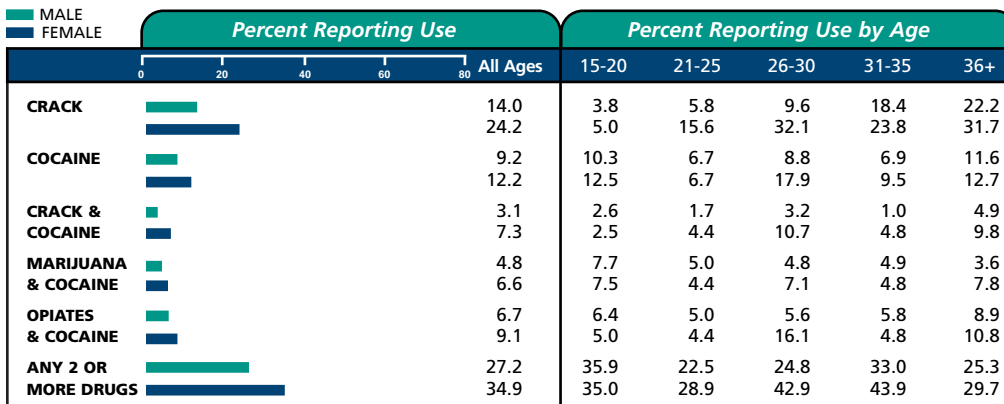 MALE
FEMALE
Percent Reporting Use Percent Reporting Use by Age
0 20 40 60 80 All Ages 15-20 21-25 26-30 31-35 36+
CRACK 14.0 3.8 5.8 9.6 18.4 22.2
24.2 5.0 15.6 32.1 23.8 31.7
COCAINE 9.2 10.3 6.7 8.8 6.9 11.6
12.2 12.5 6.7 17.9 9.5 12.7
CRACK & 3.1 2.6 1.7 3.2 1.0 4.9
COCAINE 7.3 2.5 4.4 10.7 4.8 9.8
MARIJUANA 4.8 7.7 5.0 4.8 4.9 3.6
& COCAINE 6.6 7.5 4.4 7.1 4.8 7.8
OPIATES 6.7 6.4 5.0 5.6 5.8 8.9
& COCAINE 9.1 5.0 4.4 16.1 4.8 10.8
ANY 2 OR 27.2 35.9 22.5 24.8 33.0 25.3
MORE DRUGS 34.9 35.0 28.9 42.9 43.9 29.7